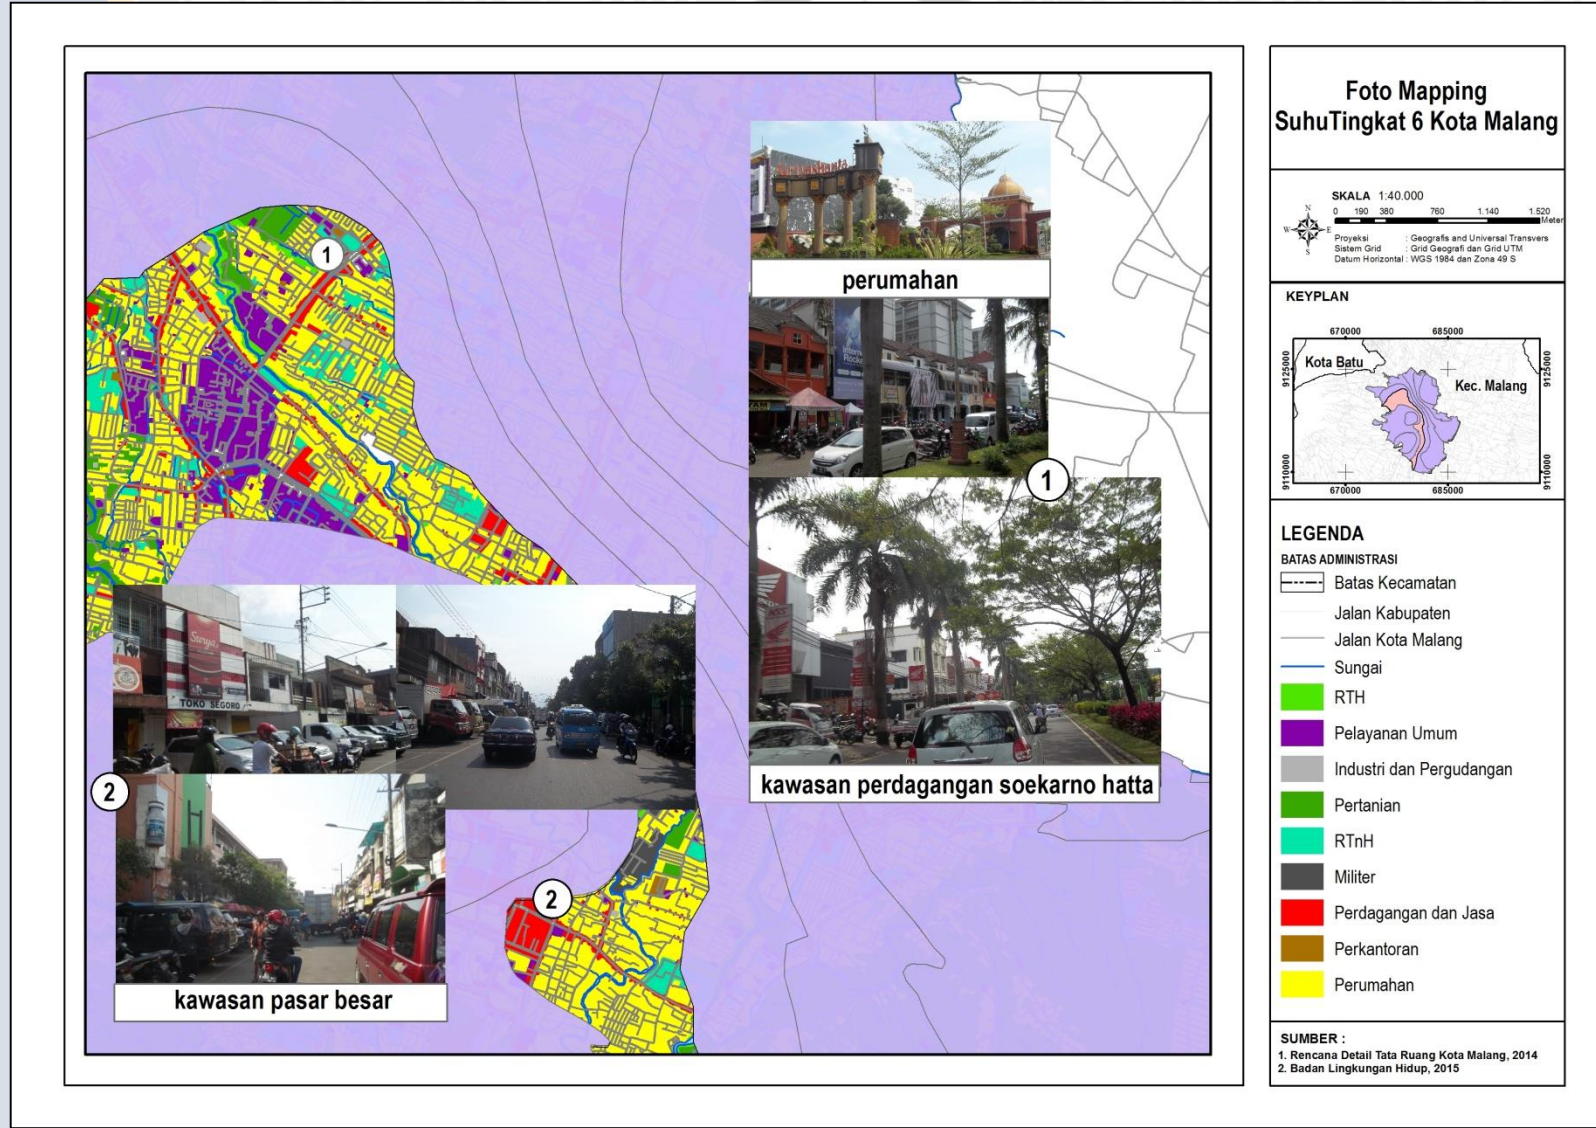 Foto Mapping
SuhuTingkat 6 Kota Malang
SKALA 1:40.000
0 190 380 760 1.140 1.520
Meter
N
W E
S
Proyeksi : Geografis and Universal Transvers
Sistem Grid : Grid Geografi dan Grid UTM
Datum Horizontal : WGS 1984 dan Zona 49 S
KEYPLAN
670000 685000
Kota Batu
Kec. Malang
9125000 9125000
9110000 9110000
670000 685000
LEGENDA
BATAS ADMINISTRASI
Batas Kecamatan
Jalan Kabupaten
Jalan Kota Malang
Sungai
RTH
Pelayanan Umum
Industri dan Pergudangan
Pertanian
RTnH
Militer
Perdagangan dan Jasa
Perkantoran
Perumahan
SUMBER :
1. Rencana Detail Tata Ruang Kota Malang, 2014
2. Badan Lingkungan Hidup, 2015
1
perumahan
1
kawasan perdagangan soekarno hatta
Surya
TOKO SEGORO
2
kawasan pasar besar
2